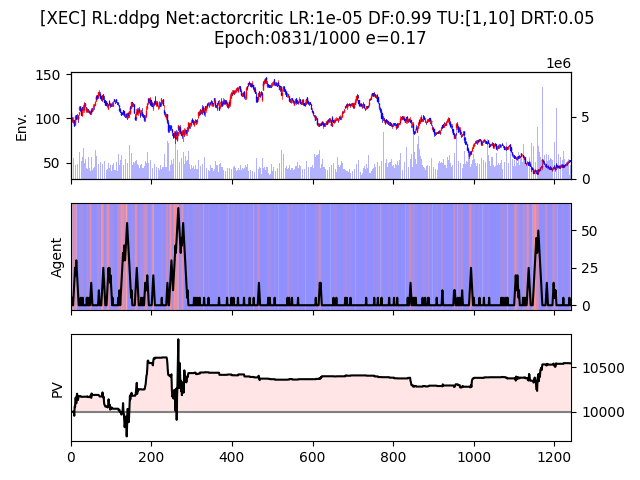 [XEC] RL:ddpg Net:actorcritic LR:1e-05 DF:0.99 TU:[1,10] DRT:0.05
Epoch:0831/1000 e=0.17
1e6
150
100
50
Env.
5
0
Agent
50
25
0
PV
10500
10000
0 200 400 600 800 1000 1200